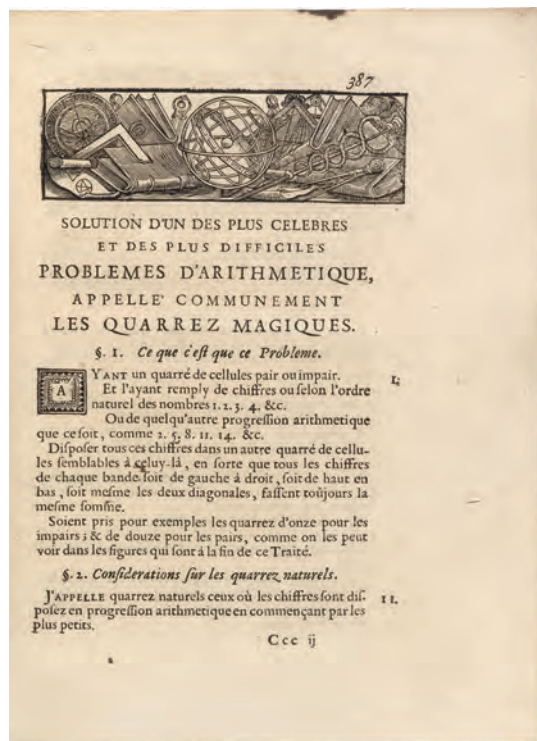 387
SOLUTION D'UN DES PLUS CELEBRES
ET DES PLUS DIFFICILES
PROBLEMES D'ARITHMETIQUE,
APPELLE' COMMUNEMENT
LES QUARREZ MAGIQUES.
§. 1. Ce que c'eſt que ce Probleme.
AYANT un quarré de cellules pair ou impair. 1.
Et l'ayant remply de chiffres ou ſelon l'ordre
naturel des nombres 1. 2. 3. 4. &c.
Ou de quelqu'autre progreſſion arithmetique
que ce ſoit, comme 2. 5. 8. 11. 14. &c.
Diſpoſer tous ces chiffres dans un autre quarré de cellu-
les ſemblables à celuy-là, en ſorte que tous les chiffres
de chaque bande ſoit de gauche à droit, ſoit de haut en
bas, ſoit meſme les deux diagonales, faſſent toûjours la
meſme ſomme.
Soient pris pour exemples les quarrez d'onze pour les
impairs; & de douze pour les pairs, comme on les peut
voir dans les figures qui ſont à la fin de ce Traité.
§. 2. Conſiderations ſur les quarrez naturels.
J'APPELLE quarrez naturels ceux où les chiffres ſont diſ- 11.
poſez en progreſſion arithmetique en commençant par les
plus petits.
Ccc ij